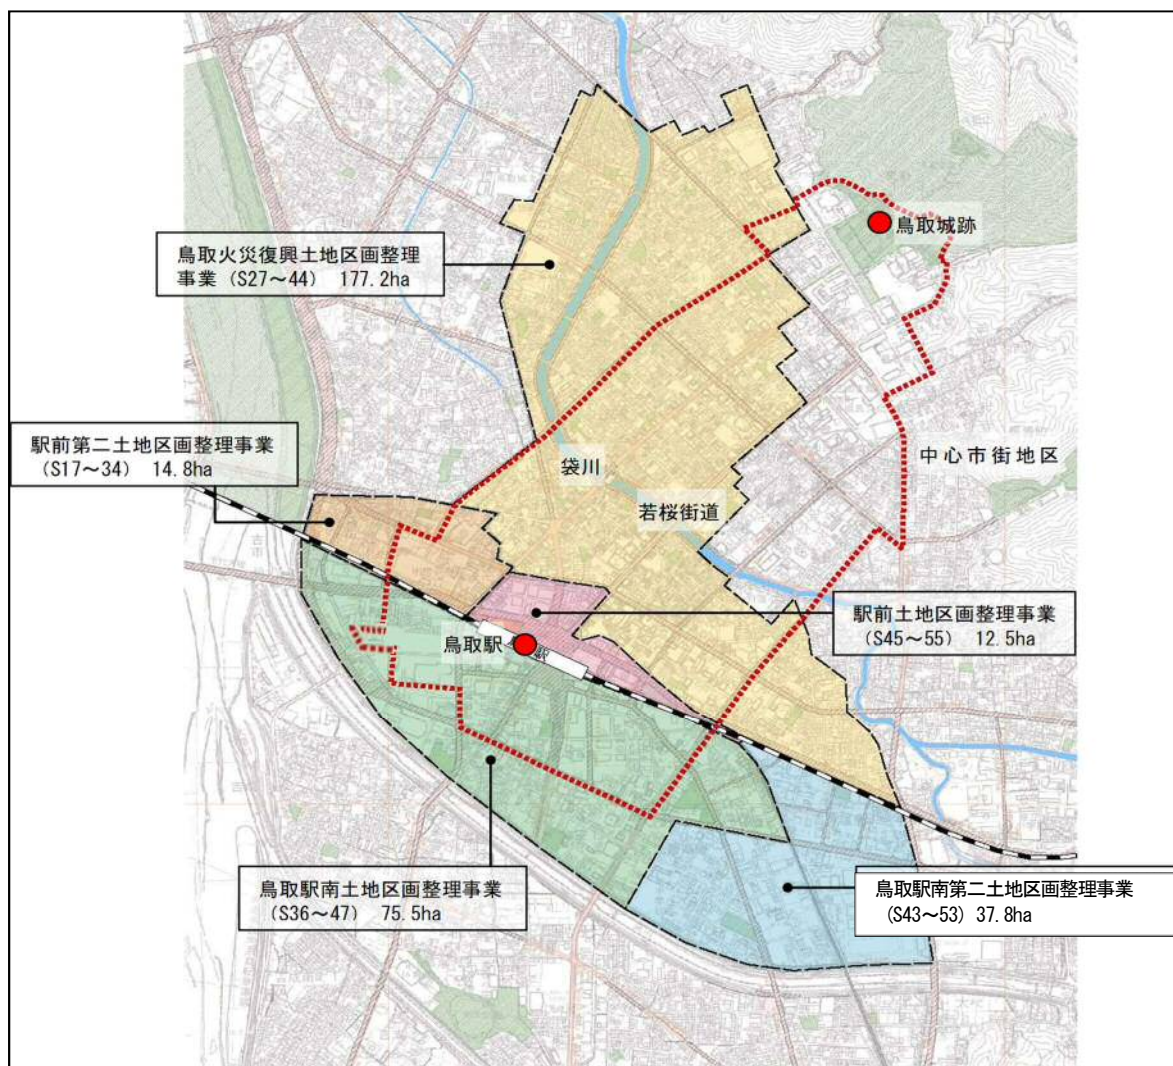 鳥取城跡
鳥取火災復興土地区画整理
事業（S27～44） 177.2ha
駅前第二土地区画整理事業
（S17～34） 14.8ha
袋川
中心市街地区
若桜街道
駅前土地区画整理事業
（S45～55） 12.5ha
鳥取駅
駅
鳥取駅南土地区画整理事業
（S36～47） 75.5ha
鳥取駅南第二土地区画整理事業
（S43～53）37.8ha